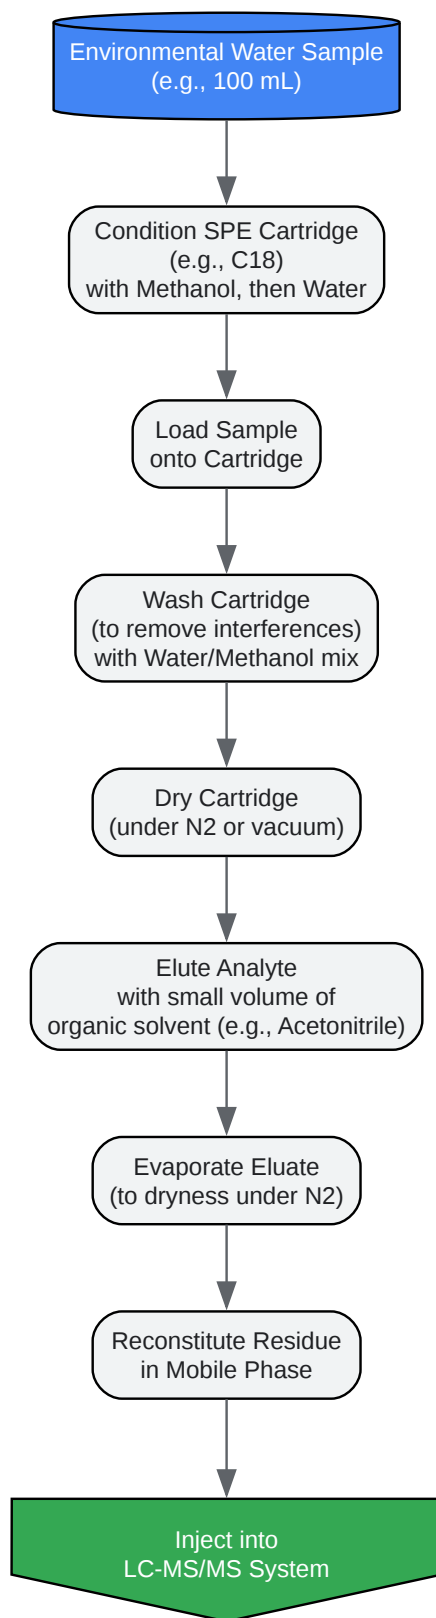 Environmental Water Sample
(e.g., 100 mL)
Condition SPE Cartridge
(e.g., C18)
with Methanol, then Water
Load Sample
onto Cartridge
Wash Cartridge
(to remove interferences)
with Water/Methanol mix
Dry Cartridge
(under N2 or vacuum)
Elute Analyte
with small volume of
organic solvent (e.g., Acetonitrile)
Evaporate Eluate
(to dryness under N2)
Reconstitute Residue
in Mobile Phase
Inject into
LC-MS/MS System